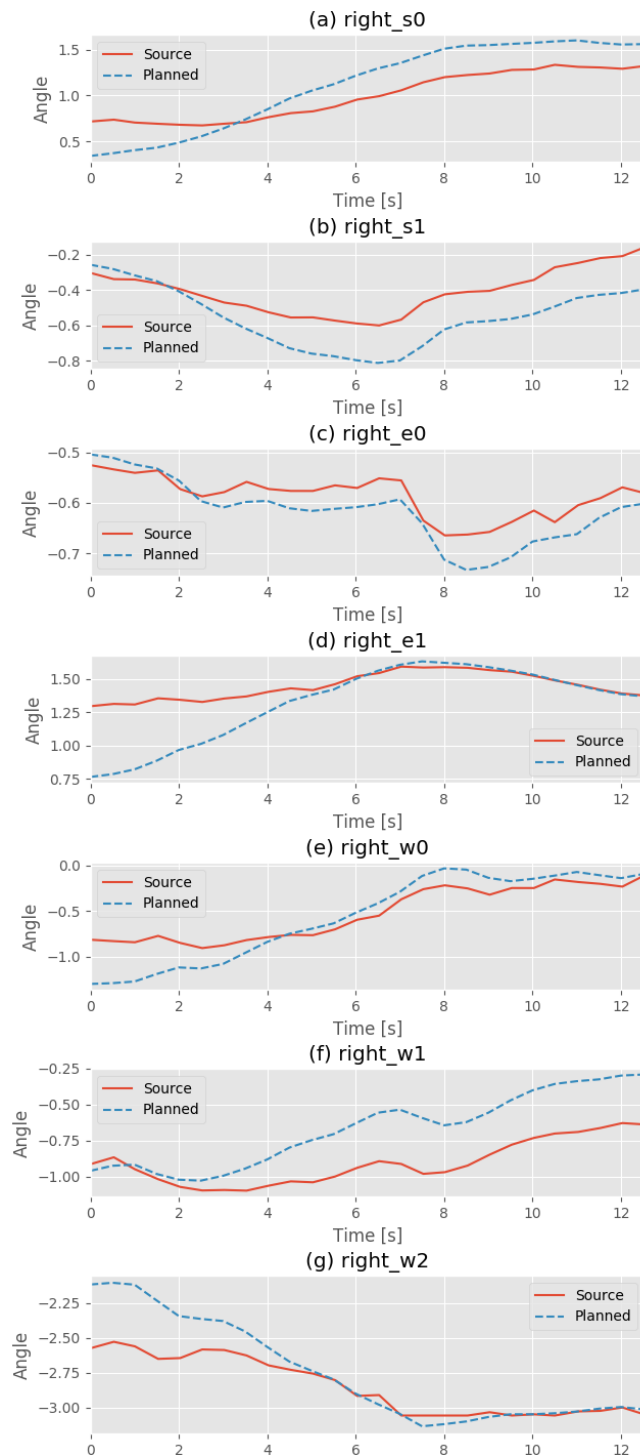 (a) right_s0
1.5
1.0
0.5
Angle
Source
Planned
0 2 4 6 8 10 12
Time [s]
(b) right_s1
−0.2
−0.4
−0.6
−0.8
Angle
Source
Planned
0 2 4 6 8 10 12
Time [s]
(c) right_e0
−0.5
−0.6
−0.7
Angle
Source
Planned
0 2 4 6 8 10 12
Time [s]
(d) right_e1
1.50
1.25
1.00
0.75
Angle
Source
Planned
0 2 4 6 8 10 12
Time [s]
(e) right_w0
0.0
−0.5
−1.0
Angle
Source
Planned
0 2 4 6 8 10 12
Time [s]
(f) right_w1
−0.25
−0.50
−0.75
−1.00
Angle
Source
Planned
0 2 4 6 8 10 12
Time [s]
(g) right_w2
−2.25
−2.50
−2.75
−3.00
Angle
Source
Planned
0 2 4 6 8 10 12